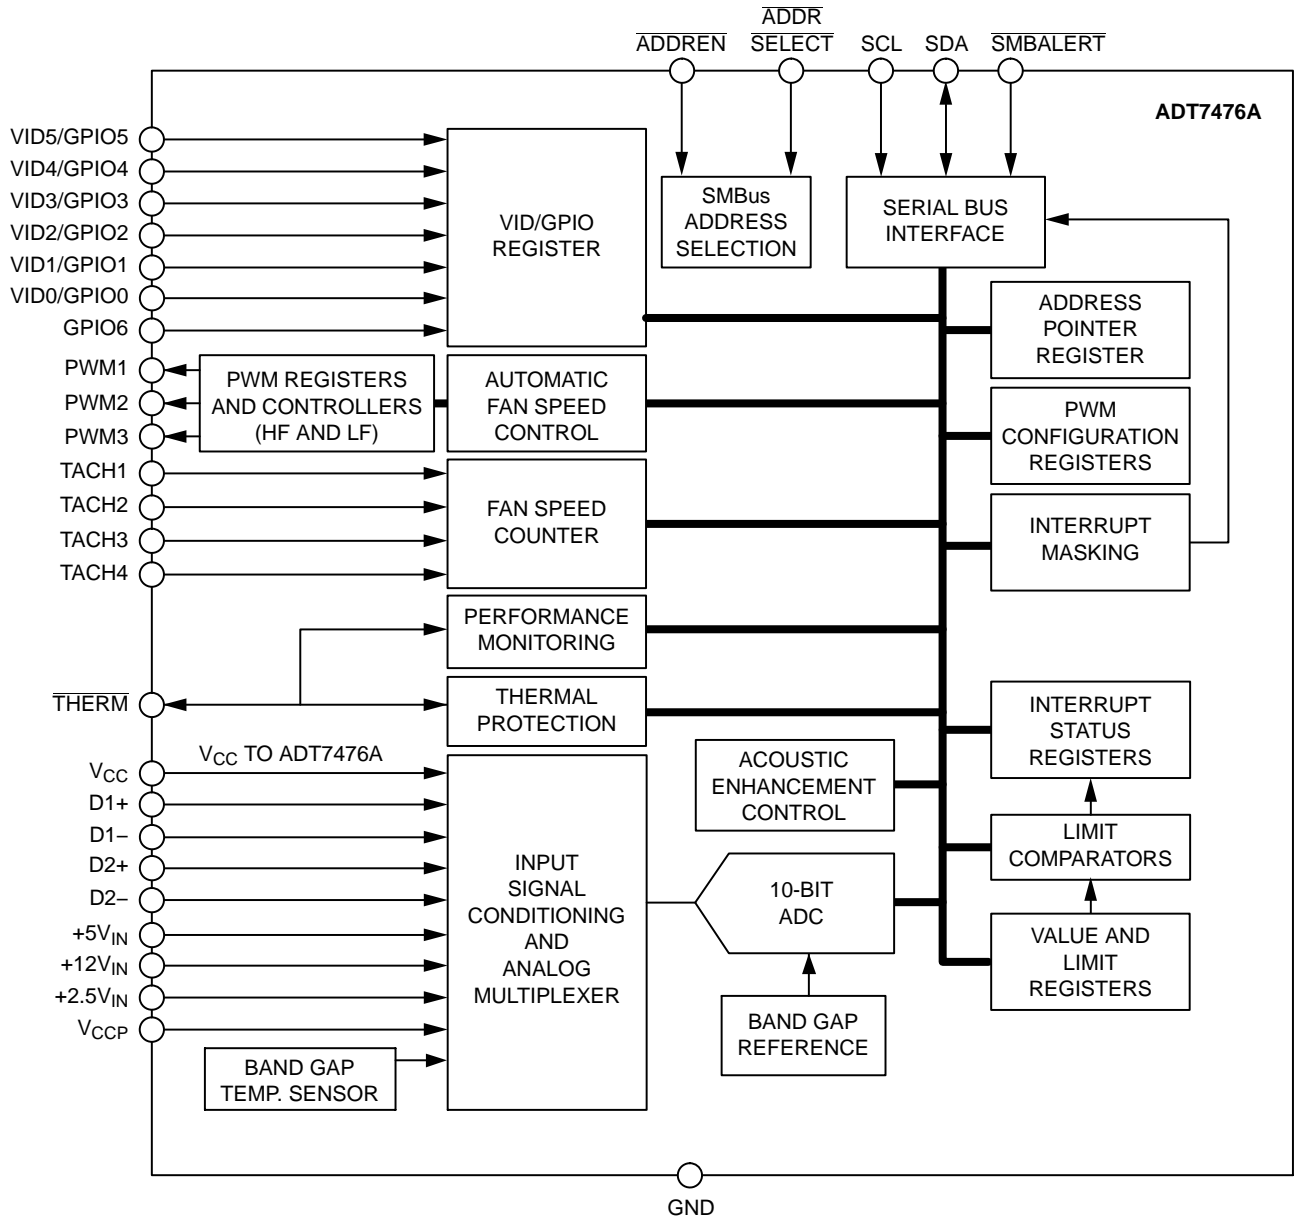 ADDR
ADDREN SELECT SCL SDA SMBALERT
ADT7476A
VID5/GPIO5
VID4/GPIO4
VID3/GPIO3
VID2/GPIO2
VID1/GPIO1
VID0/GPIO0
GPIO6
VID/GPIO
REGISTER
SMBus
ADDRESS
SELECTION
SERIAL BUS
INTERFACE
ADDRESS
POINTER
REGISTER
PWM1
PWM2
PWM3
PWM REGISTERS
AND CONTROLLERS
(HF AND LF)
AUTOMATIC
FAN SPEED
CONTROL
PWM
CONFIGURATION
REGISTERS
TACH1
TACH2
TACH3
TACH4
FAN SPEED
COUNTER
INTERRUPT
MASKING
PERFORMANCE
MONITORING
THERM
THERMAL
PROTECTION
INTERRUPT
STATUS
REGISTERS
VCC TO ADT7476A
VCC
D1+
D1–
D2+
D2–
+5VIN
+12VIN
+2.5VIN
VCCP
INPUT
SIGNAL
CONDITIONING
AND
ANALOG
MULTIPLEXER
ACOUSTIC
ENHANCEMENT
CONTROL
LIMIT
COMPARATORS
10-BIT
ADC
VALUE AND
LIMIT
REGISTERS
BAND GAP
REFERENCE
BAND GAP
TEMP. SENSOR
GND